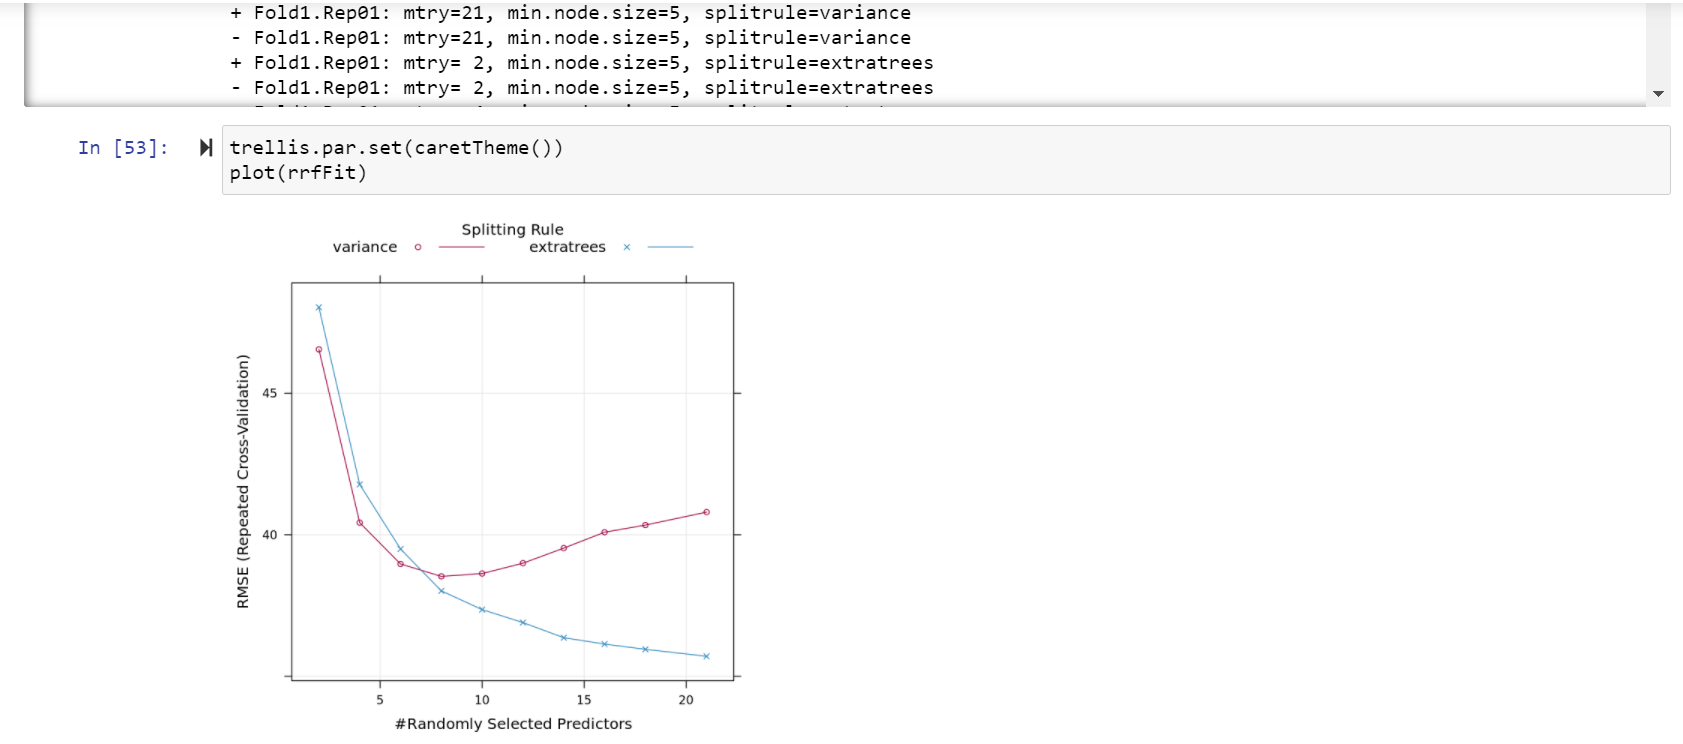 + Fold1.Rep01: mtry=21, min.node.size=5, splitrule=variance
- Fold1.Rep01: mtry=21, min.node.size=5, splitrule=variance
+ Fold1.Rep01: mtry= 2, min.node.size=5, splitrule=extratrees
- Fold1.Rep01: mtry= 2, min.node.size=5, splitrule=extratrees
In [53]:
trellis.par.set(caretTheme())
plot(rrfFit)
Splitting Rule
variance extratrees
RMSE (Repeated Cross-Validation)
45
40
5 10 15 20
#Randomly Selected Predictors